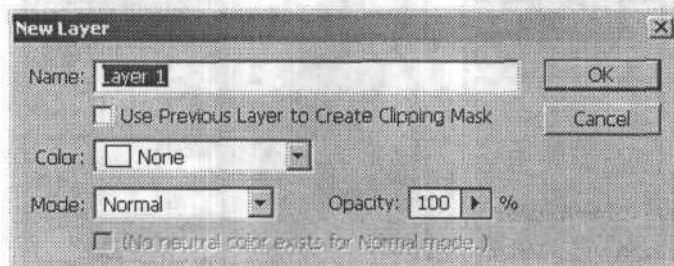 New Layer
Name: Layer 1 OK
Use Previous Layer to Create Clipping Mask Cancel
Color: None
Mode: Normal Opacity: 100 %
(No neutral color exists for Normal mode.)